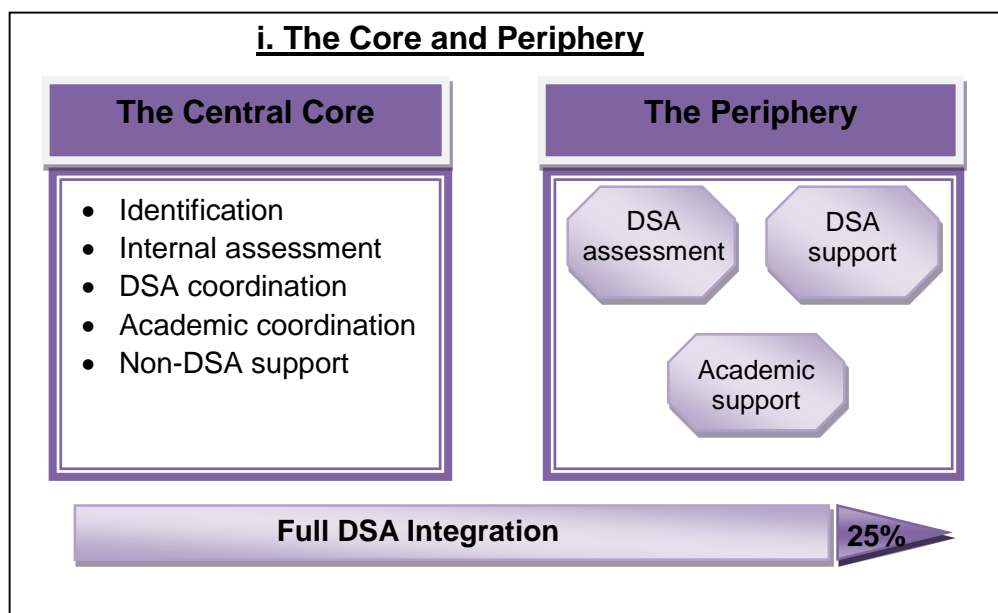 i. The Core and Periphery
The Central Core
• Identification
• Internal assessment
• DSA coordination
• Academic coordination
• Non-DSA support
The Periphery
DSA
assessment
DSA
support
Academic
support
Full DSA Integration
25%